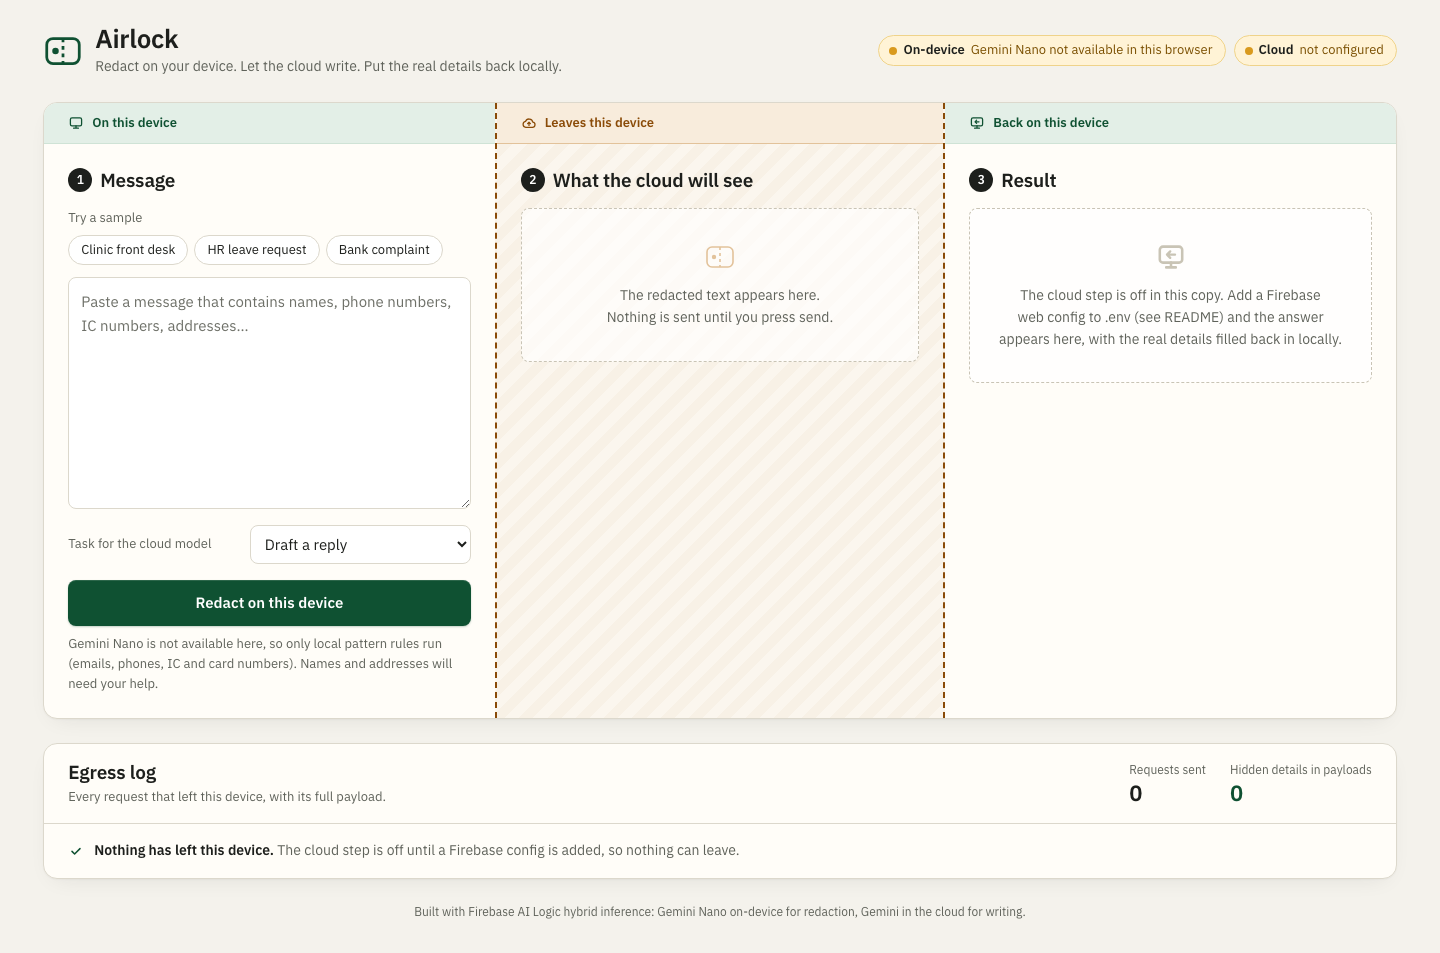 Airlock
Redact on your device. Let the cloud write. Put the real details back locally.
On-device Gemini Nano not available in this browser
Cloud not configured
On this device
Leaves this device
Back on this device
1 Message
Try a sample
Clinic front desk
HR leave request
Bank complaint
Paste a message that contains names, phone numbers,
IC numbers, addresses...
Task for the cloud model
Draft a reply
Redact on this device
Gemini Nano is not available here, so only local pattern rules run
(emails, phones, IC and card numbers). Names and addresses will
need your help.
2 What the cloud will see
The redacted text appears here.
Nothing is sent until you press send.
3 Result
The cloud step is off in this copy. Add a Firebase
web config to .env (see README) and the answer
appears here, with the real details filled back in locally.
Egress log
Every request that left this device, with its full payload.
Requests sent
0
Hidden details in payloads
0
Nothing has left this device. The cloud step is off until a Firebase config is added, so nothing can leave.
Built with Firebase AI Logic hybrid inference: Gemini Nano on-device for redaction, Gemini in the cloud for writing.